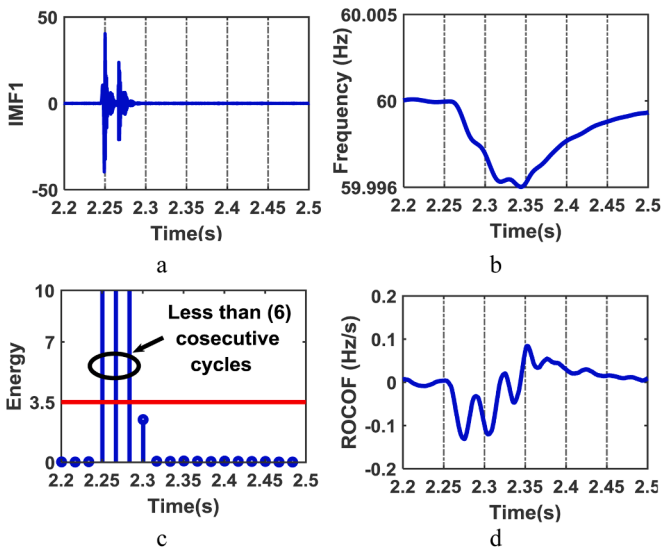 50
0
-50
IMF1
2.2 2.25 2.3 2.35 2.4 2.45 2.5
Time(s)
a
60.005
60
59.996
Frequency (Hz)
2.2 2.25 2.3 2.35 2.4 2.45 2.5
Time(s)
b
10
7
3.5
0
Energy
Less than (6)
cosecutive
cycles
2.2 2.25 2.3 2.35 2.4 2.45 2.5
Time(s)
c
0.2
0.1
0
-0.1
-0.2
ROCOF (Hz/s)
2.2 2.25 2.3 2.35 2.4 2.45 2.5
Time(s)
d